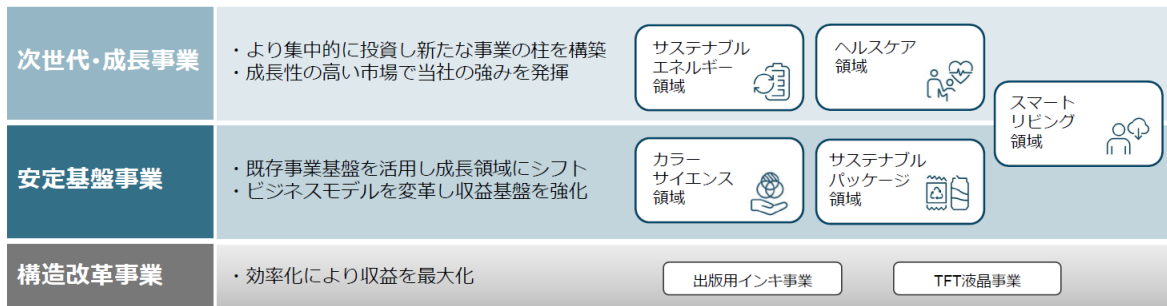 次世代・成長事業
・より集中的に投資し新たな事業の柱を構築
・成長性の高い市場で当社の強みを発揮
サステナブル
エネルギー
領域
ヘルスケア
領域
スマート
リビング
領域
安定基盤事業
・既存事業基盤を活用し成長領域にシフト
・ビジネスモデルを変革し収益基盤を強化
カラー
サイエンス
領域
サステナブル
パッケージ
領域
構造改革事業
・効率化により収益を最大化
出版用インキ事業
TFT液晶事業